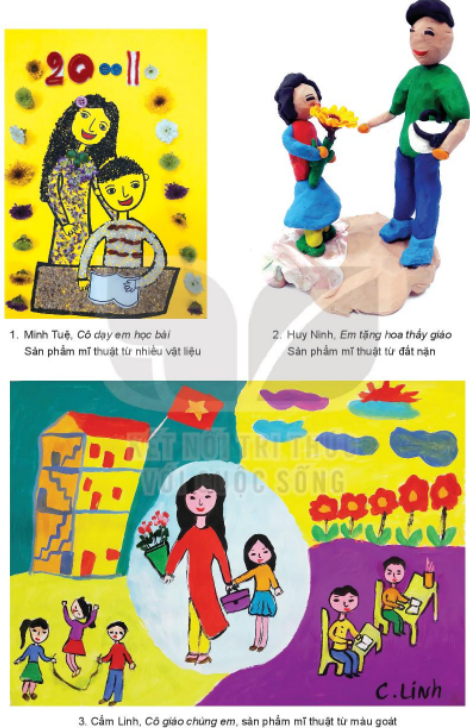 20 •• 11
1. Minh Tuệ, Cô dạy em học bài
Sản phẩm mĩ thuật từ nhiều vật liệu
2. Huy Ninh, Em tặng hoa thầy giáo
Sản phẩm mĩ thuật từ đất nặn
KẾT NỐI TRI THỨC
VỚI CUỘC SỐNG
C. Linh
3. Cẩm Linh, Cô giáo chúng em, sản phẩm mĩ thuật từ màu goát